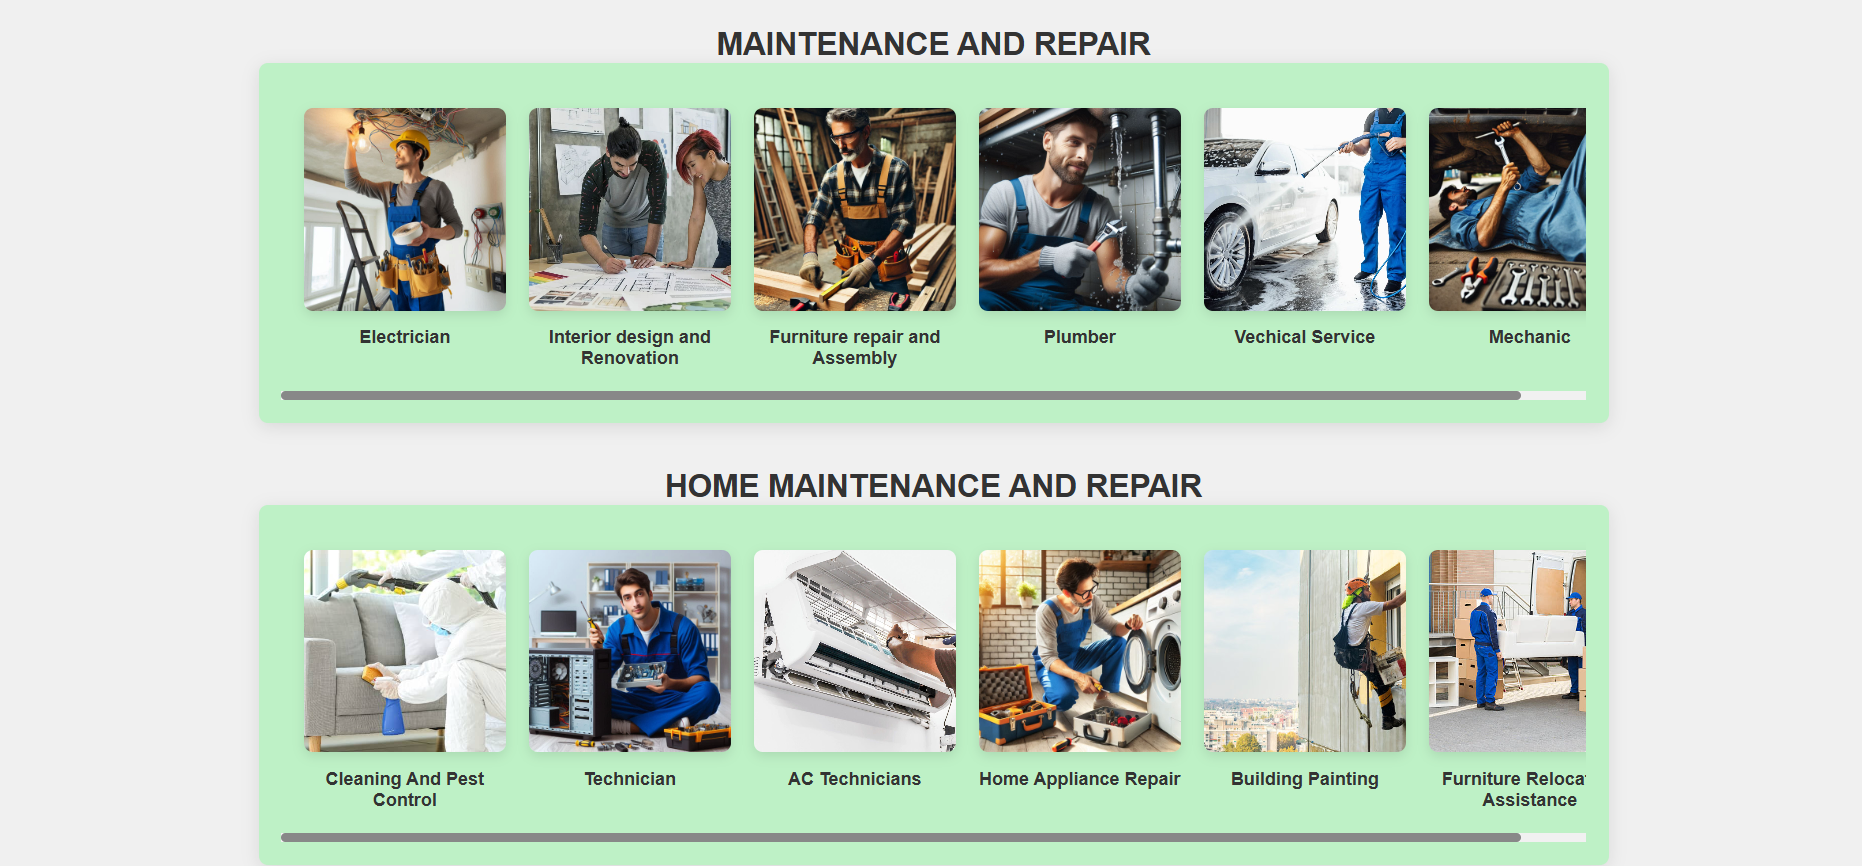 MAINTENANCE AND REPAIR
Electrician
Interior design and
Renovation
Furniture repair and
Assembly
Plumber
Vechical Service
Mechanic
HOME MAINTENANCE AND REPAIR
Cleaning And Pest
Control
Technician
AC Technicians
Home Appliance Repair
Building Painting
Furniture Reloca
Assistance